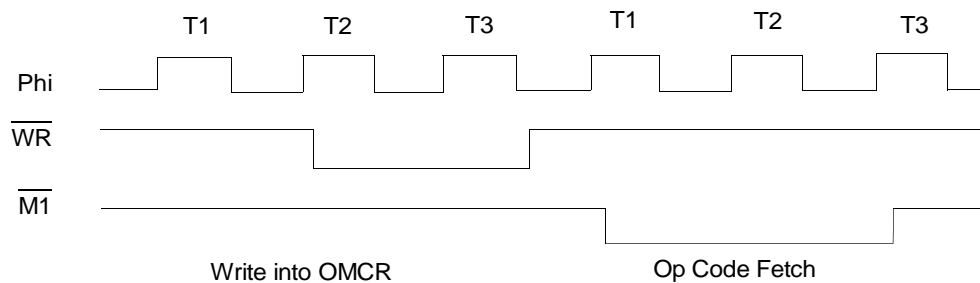 T1 T2 T3 T1 T2 T3
Phi
WR
M1
Write into OMCR Op Code Fetch